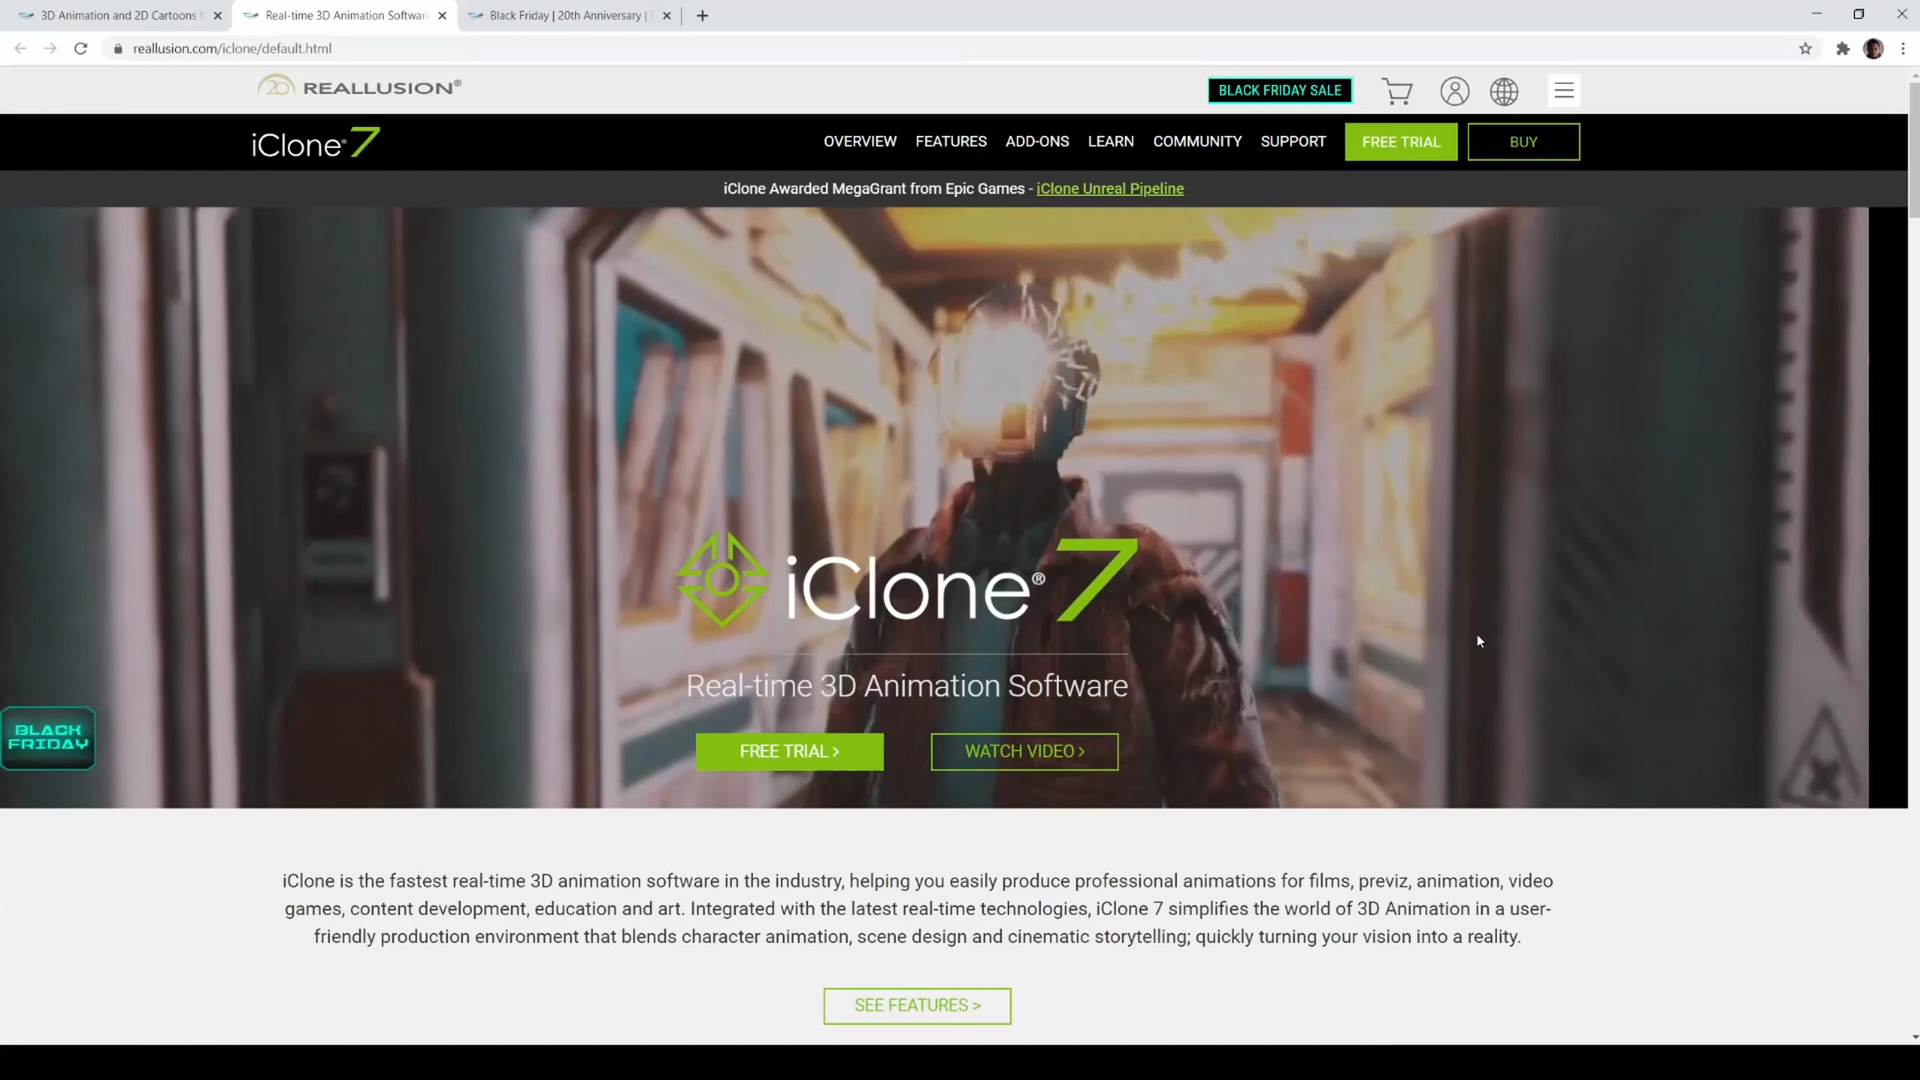 3D Animation and 2D Cartoons
Real-time 3D Animation Softwar
Black Friday | 20th Anniversary |
reallusion.com/iclone/default.html
20 REALLUSION®
BLACK FRIDAY SALE
iClone® 7
OVERVIEW FEATURES ADD-ONS LEARN COMMUNITY SUPPORT FREE TRIAL BUY
iClone Awarded MegaGrant from Epic Games - iClone Unreal Pipeline
iClone® 7
Real-time 3D Animation Software
BLACK
FRIDAY
FREE TRIAL >
WATCH VIDEO >
iClone is the fastest real-time 3D animation software in the industry, helping you easily produce professional animations for films, previz, animation, video
games, content development, education and art. Integrated with the latest real-time technologies, iClone 7 simplifies the world of 3D Animation in a user-
friendly production environment that blends character animation, scene design and cinematic storytelling; quickly turning your vision into a reality.
SEE FEATURES >